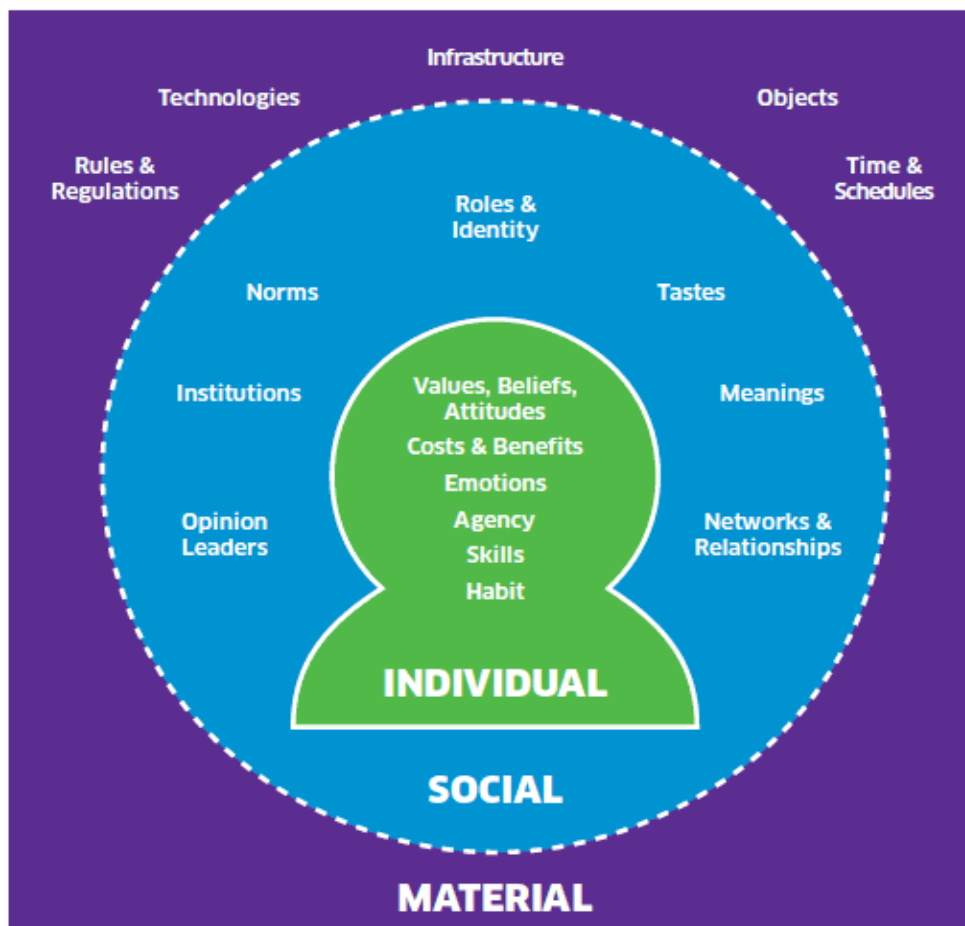 Infrastructure
Technologies
Objects
Rules &
Regulations
Time &
Schedules
Roles &
Identity
Norms
Tastes
Institutions
Values, Beliefs,
Attitudes
Meanings
Costs & Benefits
Emotions
Opinion
Leaders
Agency
Networks &
Relationships
Skills
Habit
INDIVIDUAL
SOCIAL
MATERIAL